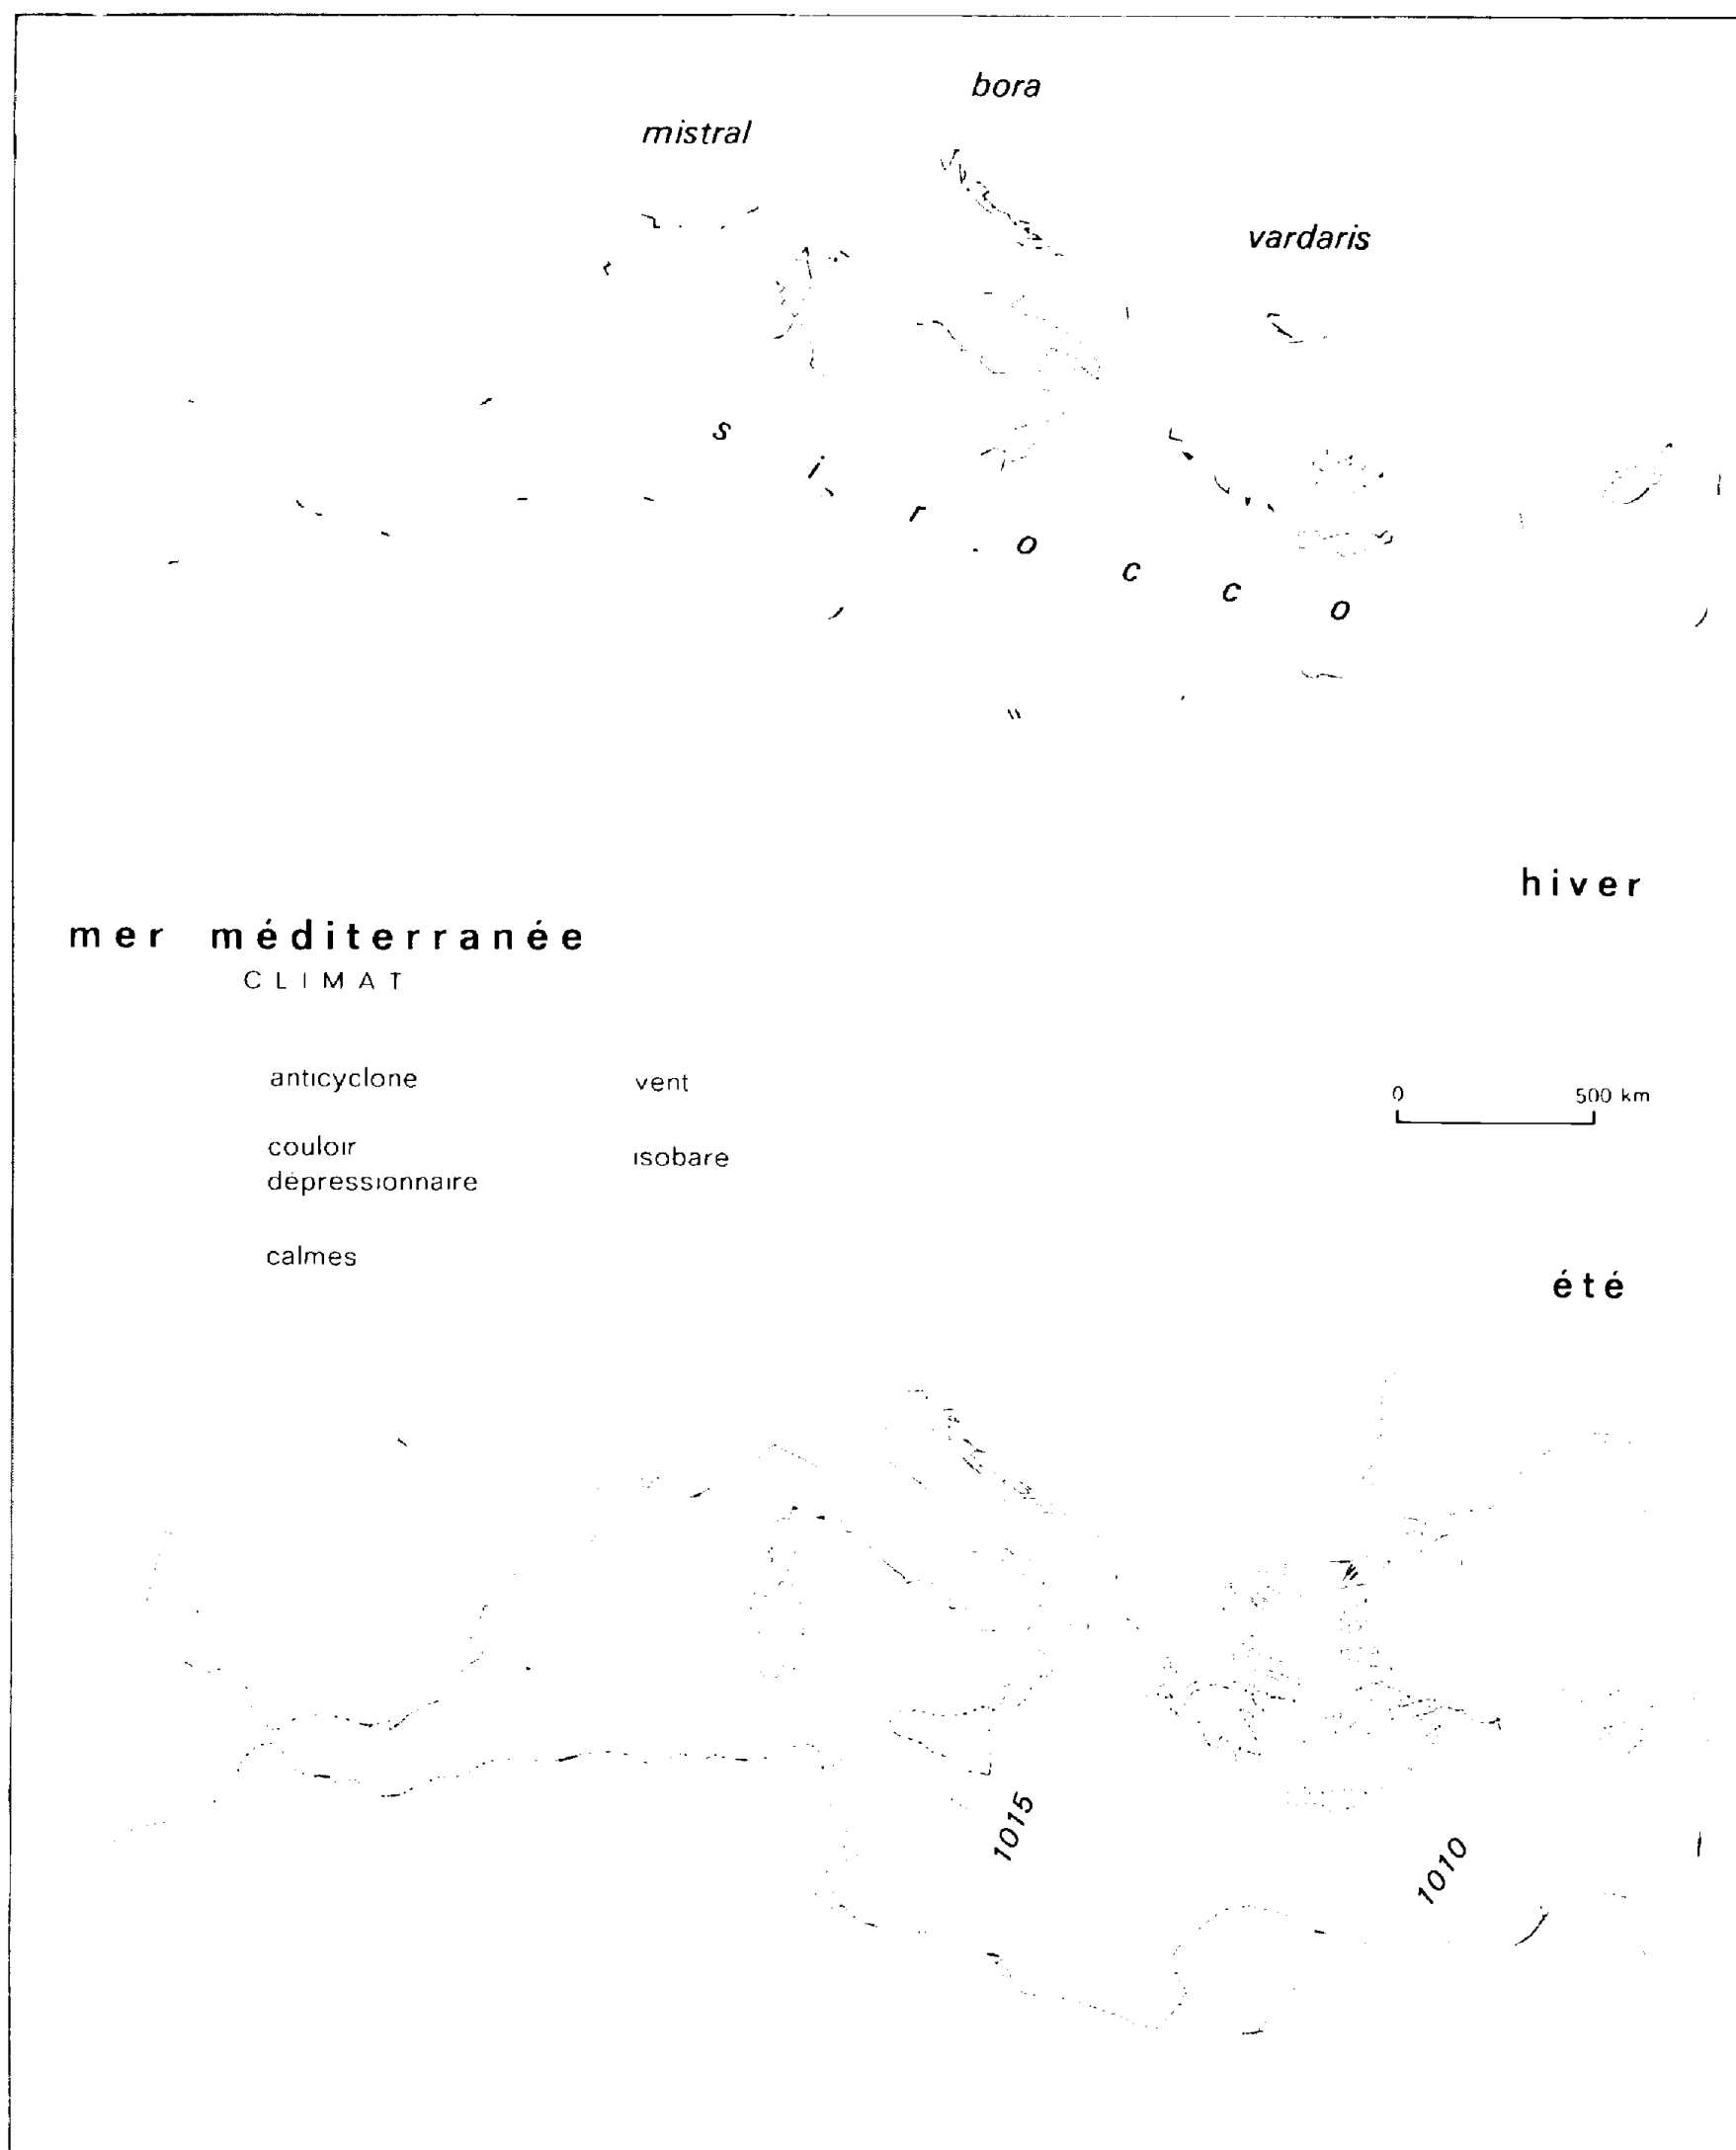 bora
mistral
vardaris
sirocco
hiver
mer méditerranée
CLIMAT
anticyclone
vent
0 500 km
couloir
dépressionnaire
isobare
calmes
été
1015
1010